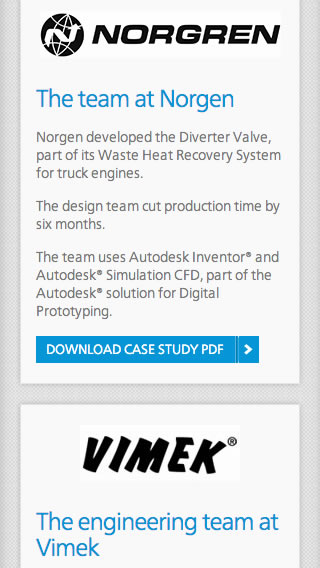 NORGREN
The team at Norgen
Norgen developed the Diverter Valve,
part of its Waste Heat Recovery System
for truck engines.
The design team cut production time by
six months.
The team uses Autodesk Inventor® and
Autodesk® Simulation CFD, part of the
Autodesk® solution for Digital
Prototyping.
DOWNLOAD CASE STUDY PDF
VIMEK®
The engineering team at
Vimek